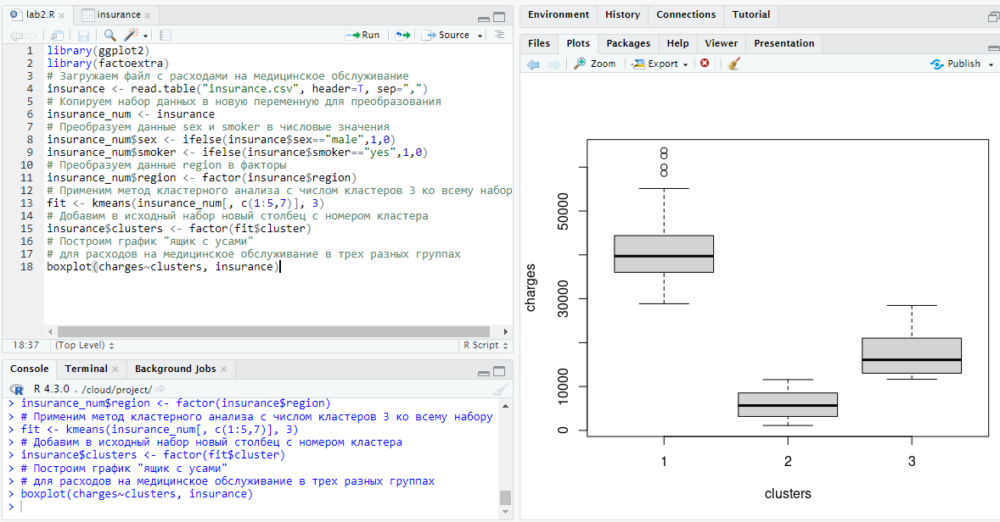 lab2.R
insurance
Run
Source
1 library(ggplot2)
2 library(factoextra)
3 # Загружаем файл с расходами на медицинское обслуживание
4 insurance <- read.table("insurance.csv", header=T, sep=",")
5 # Копируем набор данных в новую переменную для преобразования
6 insurance_num <- insurance
7 # Преобразуем данные sex и smoker в числовые значения
8 insurance_num$sex <- ifelse(insurance$sex=="male",1,0)
9 insurance_num$smoker <- ifelse(insurance$smoker=="yes",1,0)
10 # Преобразуем данные region в факторы
11 insurance_num$region <- factor(insurance$region)
12 # Применим метод кластерного анализа с числом кластеров 3 ко всему набор
13 fit <- kmeans(insurance_num[, c(1:5,7)], 3)
14 # Добавим в исходный набор новый столбец с номером кластера
15 insurance$clusters <- factor(fit$cluster)
16 # Построим график "ящик с усами"
17 # для расходов на медицинское обслуживание в трех разных группах
18 boxplot(charges~clusters, insurance)
18:37 (Top Level) R Script
Console Terminal Background Jobs
R R 4.3.0 . /cloud/project/
> insurance_num$region <- factor(insurance$region)
> # Применим метод кластерного анализа с числом кластеров 3 ко всему набору
> fit <- kmeans(insurance_num[, c(1:5,7)], 3)
> # Добавим в исходный набор новый столбец с номером кластера
> insurance$clusters <- factor(fit$cluster)
> # Построим график "ящик с усами"
> # для расходов на медицинское обслуживание в трех разных группах
> boxplot(charges~clusters, insurance)
>
Environment History Connections Tutorial
Files Plots Packages Help Viewer Presentation
Zoom Export Publish
charges
50000
30000
10000
0
1 2 3
clusters